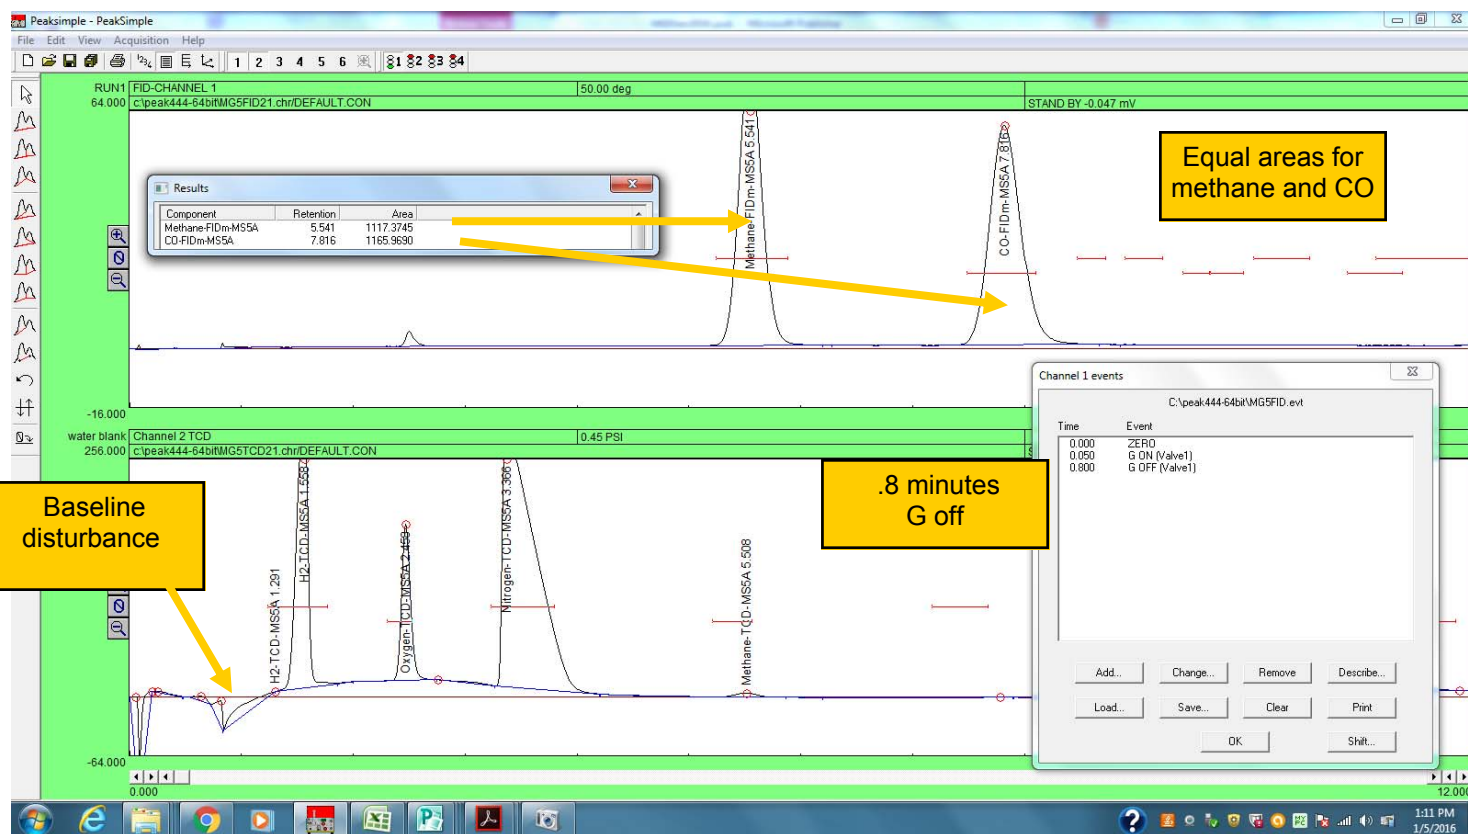 Peaksimple - PeakSimple
File Edit View Acquisition Help
1 2 3 4 5 6 1 2 3 4
RUN1 FID-CHANNEL 1 50.00 deg
64.000 c:\peak444-64bit\MG5FID21.chr/DEFAULT.CON STAND BY -0.047 mV
Methane-FIDm-MS5A 5.541
CO-FIDm-MS5A 7.816
Equal areas for
methane and CO
Results
Component Retention Area
Methane-FIDm-MS5A 5.541 1117.3745
CO-FIDm-MS5A 7.816 1165.9690
-16.000
water blank Channel 2 TCD 0.45 PSI
256.000 c:\peak444-64bit\MG5TCD21.chr/DEFAULT.CON
Baseline
disturbance
H2-TCD-MS5A 1.291
H2-TCD-MS5A 1.558
Oxygen-TCD-MS5A 2.453
Nitrogen-TCD-MS5A 3.366
Methane-TCD-MS5A 5.508
.8 minutes
G off
Channel 1 events
C:\peak444-64bit\MG5FID.evt
Time Event
0.000 ZERO
0.050 G ON (Valve1)
0.800 G OFF (Valve1)
Add... Change... Remove Describe...
Load... Save... Clear Print
OK Shift...
-64.000
0.000 12.000
1:11 PM
1/5/2016